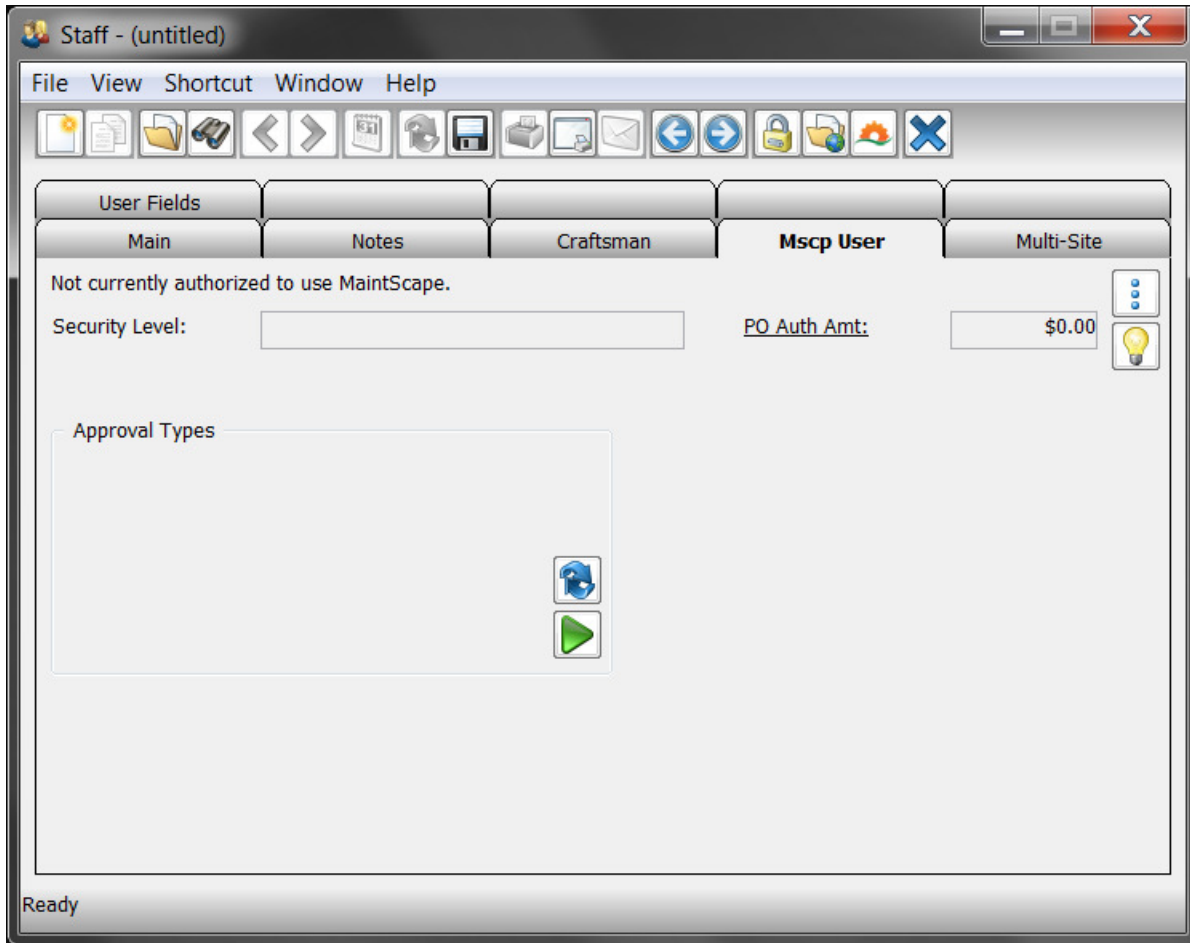 Staff - (untitled)
File View Shortcut Window Help
31
User Fields
Main Notes Craftsman Mscp User Multi-Site
Not currently authorized to use MaintScape.
Security Level: PO Auth Amt: $0.00
Approval Types
Ready